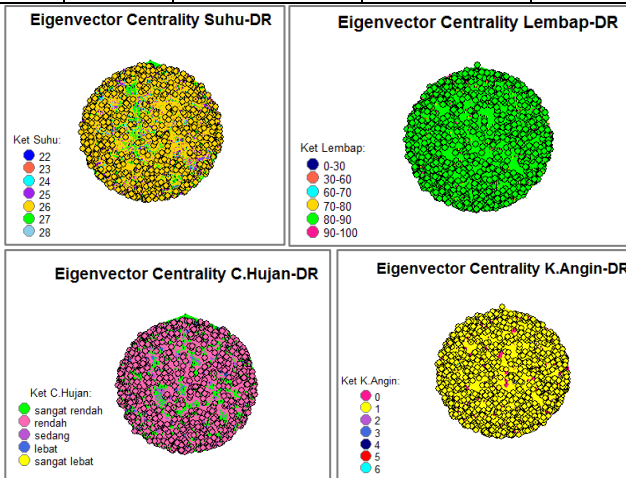 Eigenvector Centrality Suhu-DR
Ket Suhu:
22
23
24
25
26
27
28
Eigenvector Centrality Lembap-DR
Ket Lembap:
0-30
30-60
60-70
70-80
80-90
90-100
Eigenvector Centrality C.Hujan-DR
Ket C.Hujan:
sangat rendah
rendah
sedang
lebat
sangat lebat
Eigenvector Centrality K.Angin-DR
Ket K.Angin:
0
1
2
3
4
5
6